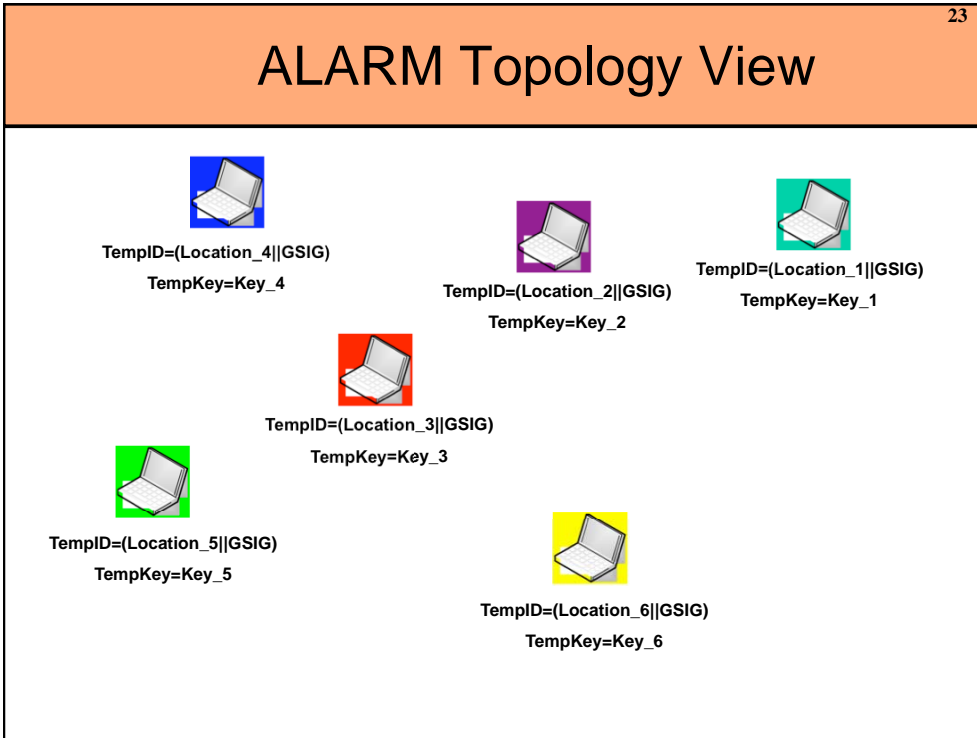 23
ALARM Topology View
TempID=(Location_4||GSIG)
TempKey=Key_4
TempID=(Location_2||GSIG)
TempKey=Key_2
TempID=(Location_1||GSIG)
TempKey=Key_1
TempID=(Location_3||GSIG)
TempKey=Key_3
TempID=(Location_5||GSIG)
TempKey=Key_5
TempID=(Location_6||GSIG)
TempKey=Key_6